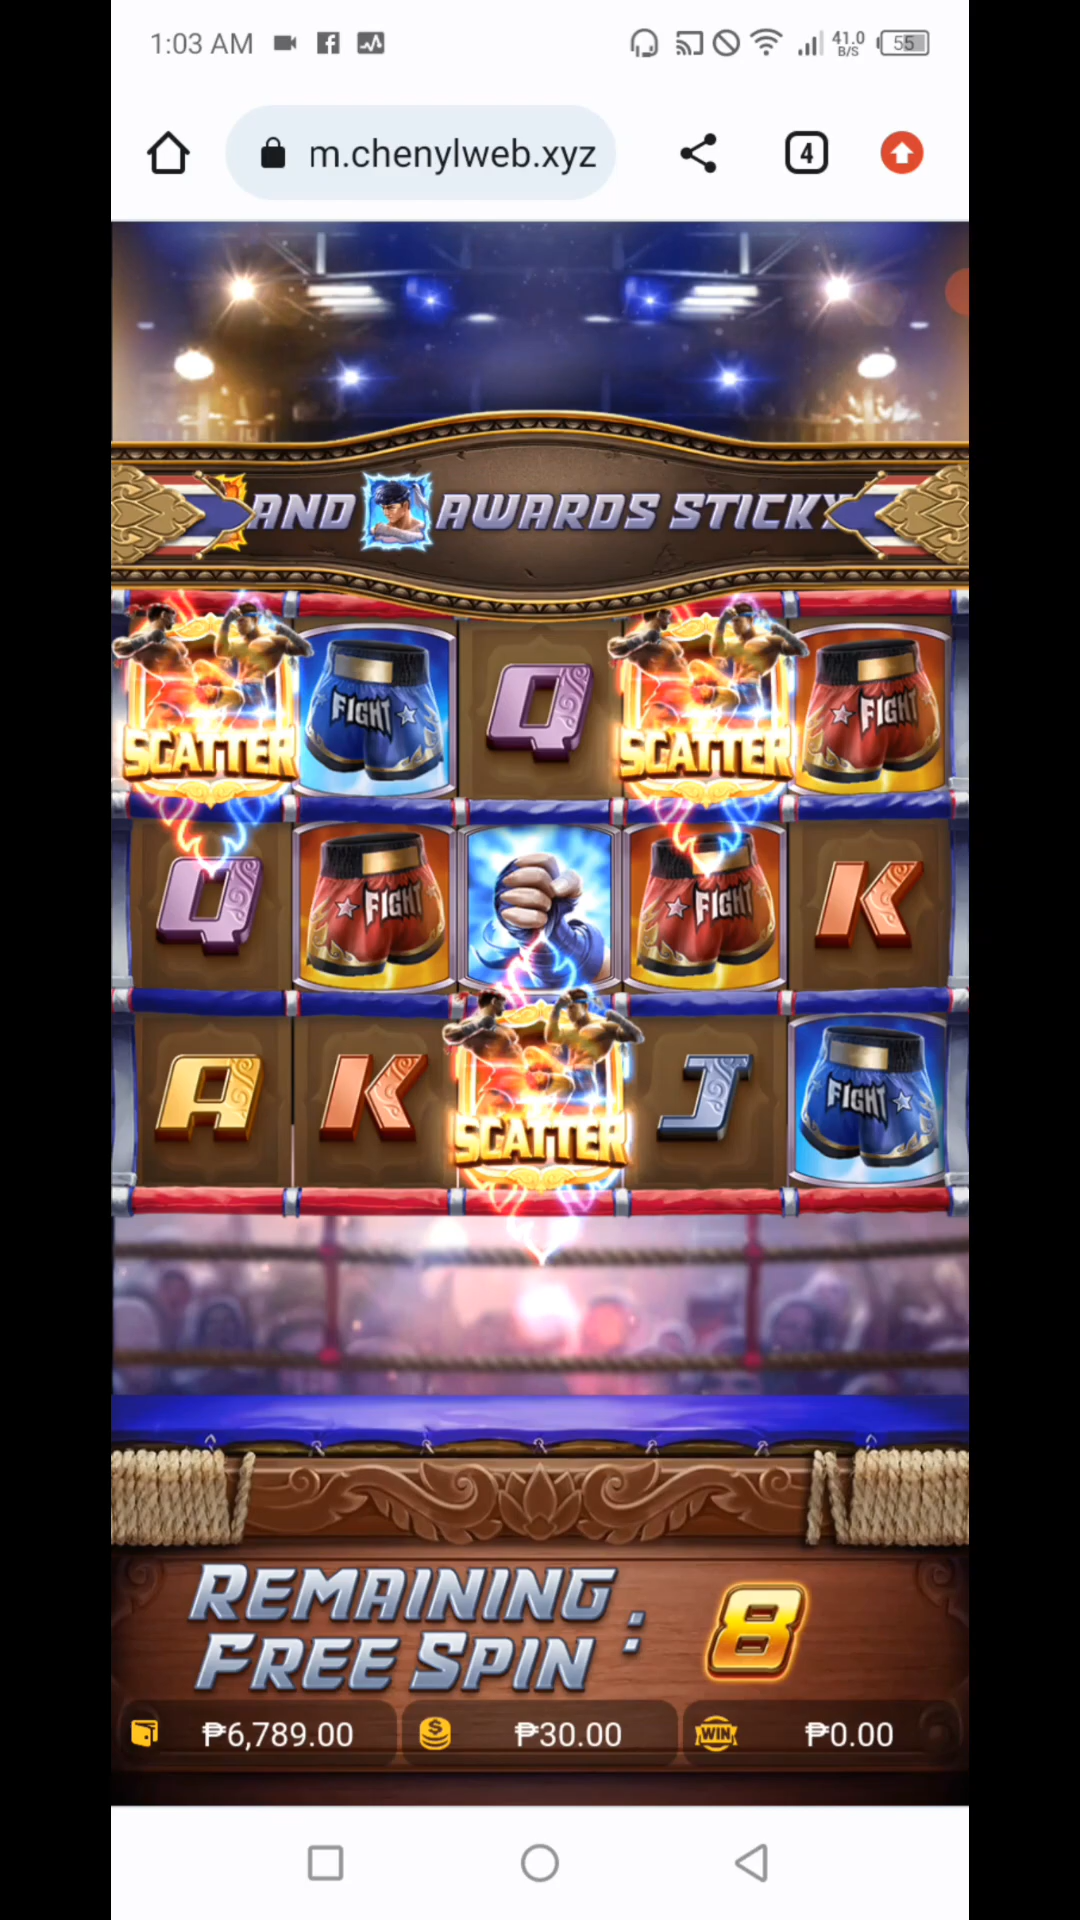 1:03 AM
41.0
B/S
55
m.chenylweb.xyz
4
AND AWARDS STICKY
SCATTER FIGHT Q SCATTER FIGHT
Q FIGHT FIGHT K
A K SCATTER J FIGHT
REMAINING
FREE SPIN : 8
₱6,789.00 ₱30.00 WIN ₱0.00